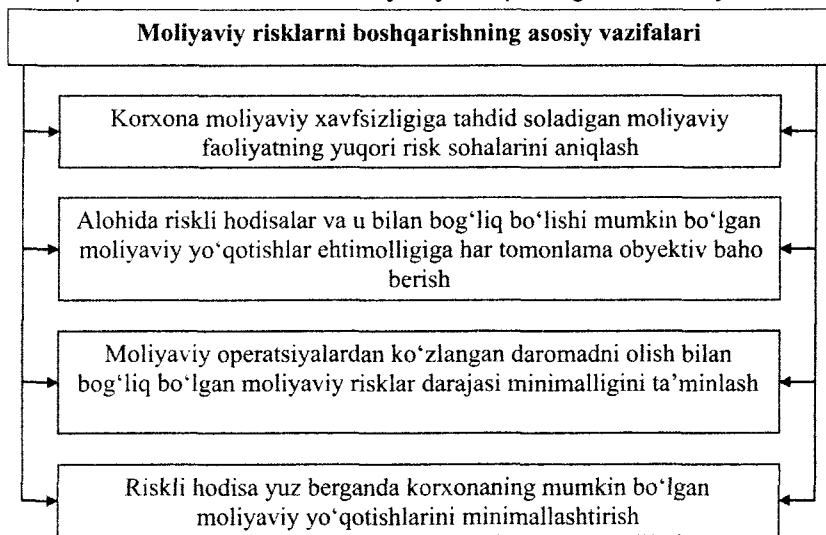 Moliyaviy risklarni boshqarishning asosiy vazifalari
Korxona moliyaviy xavfsizligiga tahdid soladigan moliyaviy
faoliyatning yuqori risk sohalarini aniqlash
Alohida riskli hodisalar va u bilan bog‘liq bo‘lishi mumkin bo‘lgan
moliyaviy yo‘qotishlar ehtimolligiga har tomonlama obyektiv baho
berish
Moliyaviy operatsiyalardan ko‘zlangan daromadni olish bilan
bog‘liq bo‘lgan moliyaviy risklar darajasi minimalligini ta’minlash
Riskli hodisa yuz berganda korxonaning mumkin bo‘lgan
moliyaviy yo‘qotishlarini minimallashtirish